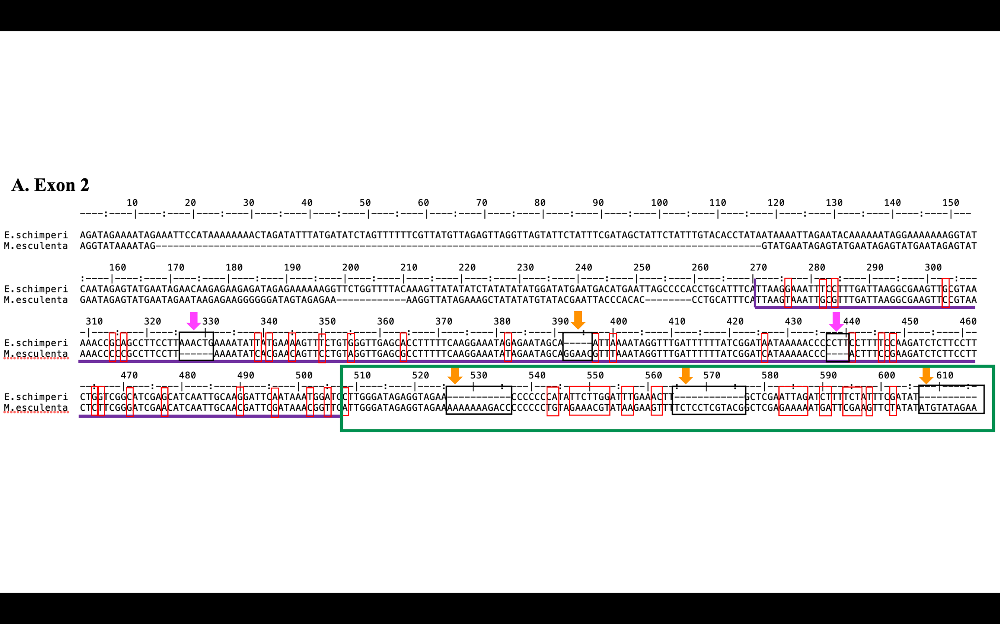 A. Exon 2
10 20 30 40 50 60 70 80 90 100 110 120 130 140 150
----:----|----:----|----:----|----:----|----:----|----:----|----:----|----:----|----:----|----:----|----:----|----:----|----:----|----:----|----:----|---
E.schimperi AGATAGAAAATAGAAATTCCATAAAAAAAAACTAGATATTTATGATATCTAGTTTTTTCGTTATGTTAGAGTTAGGTTAGTATTCTATTTCGATAGCTATTCTATTTGTACACCTATAATAAAATTAGAATACAAAAAATAGGAAAAAAAGGTAT
M.esculenta AGGTATAAAATAG--------------------------------------------------------------------------------------------------------GTATGAATAGAGTATGAATAGAGTATGAATAGAGTAT
160 170 180 190 200 210 220 230 240 250 260 270 280 290 300
:----|----:----|----:----|----:----|----:----|----:----|----:----|----:----|----:----|----:----|----:----|----:----|----:----|----:----|----:----|----:---
E.schimperi CAATAGAGTATGAATAGAACAAGAGAAGAGATAGAGAAAAAAGGTTCTGGTTTTACAAAGTTATATATCTATATATATGGATATGAATGACATGAATTAGCCCCACCTGCATTTCATTAAGGAAATTTCCTTTGATTAAGGCGAAGTTGCGTAA
M.esculenta GAATAGAGTATGAATAGAATAAGAGAAGGGGGGATAGTAGAGAA------------AAGGTTATAGAAAGCTATATATGTATACGAATTACCCACAC--------CCTGCATTTCATTAAGTAAATTGCGTTTGATTAAGGCGAAGTTCCGTAA
310 320 330 340 350 360 370 380 390 400 410 420 430 440 450 460
-|----:----|----:----|----:----|----:----|----:----|----:----|----:----|----:----|----:----|----:----|----:----|----:----|----:----|----:----|----:----|--
E.schimperi AAACCGCAGCCTTCCTTAAACTGAAAATATTATGAAAAGTTTCTGTGGGTTGAGCACCTTTTTCAAGGAAATAGAGAATAGCA-----ATTAAAATAGGTTTGATTTTTTATCGGATAATAAAAACCCCCTTCCTTTTCCAAGATCTCTTCCTT
M.esculenta AAACCCCCGCCTTCCTT------AAAATATCACGAACAGTTCCTGTAGGTTGAGCGCCTTTTTCAAGGAAATATAGAATAGCAGGAACGTTTAAATAGGTTTGATTTTTTATCGGATCATAAAAACCC----ACTTTCCGAAGATCTCTTCCTT
470 480 490 500 510 520 530 540 550 560 570 580 590 600 610
--:----|----:----|----:----|----:----|----:----|----:----|----:----|----:----|----:----|----:----|----:----|----:----|----:----|----:----|----:----|----:-
E.schimperi CTGGTCGGCATCGAGCATCAATTGCAAGGATTCAATAAATGGATCCTTGGGATAGAGGTAGAA-----------CCCCCCCATATTCTTGGATTTGAAACTT------------GCTCGAATTAGATCTTTTCTATTTCGATAT----------
M.esculenta CTCTTCGGGATCGAACATCAATTGCAACGATTCGATAAACGGTTCATTGGGATAGAGGTAGAAAAAAAAAGACCCCCCCCCTGTAGAAACGTATAAGAAGTTTTCTCCTCGTACGGCTCGAGAAAAATGATTCGAAGTTCTATATATGTATAGAA